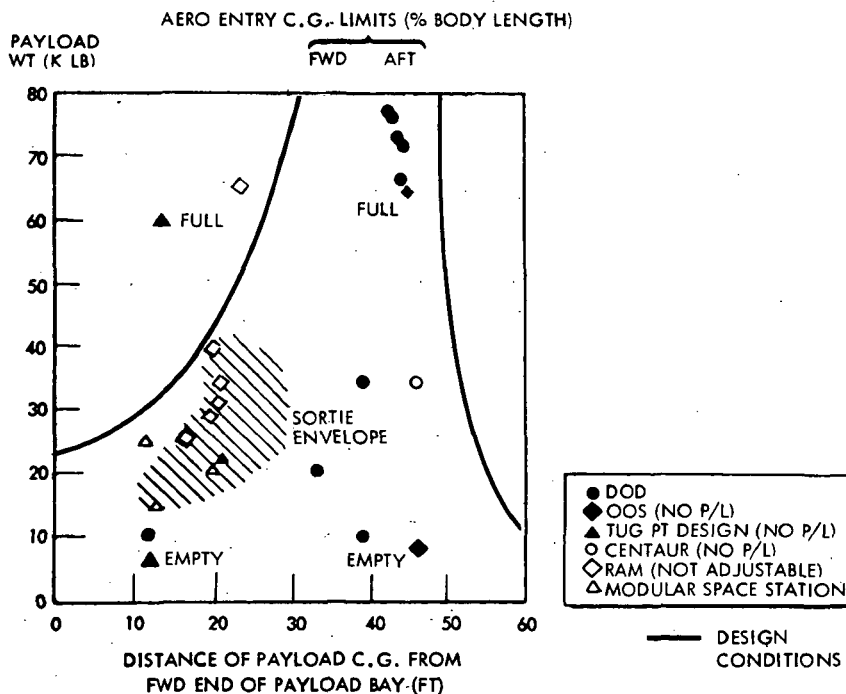 AERO ENTRY C.G.- LIMITS (% BODY LENGTH)
PAYLOAD
WT (K LB)
FWD AFT
80
70
60
50
40
30
20
10
0
FULL
FULL
SORTIE
ENVELOPE
EMPTY
EMPTY
0 10 20 30 40 50 60
DISTANCE OF PAYLOAD C.G. FROM
FWD END OF PAYLOAD BAY (FT)
DOD
OOS (NO P/L)
TUG PT DESIGN (NO P/L)
CENTAUR (NO P/L)
RAM (NOT ADJUSTABLE)
MODULAR SPACE STATION
DESIGN
CONDITIONS